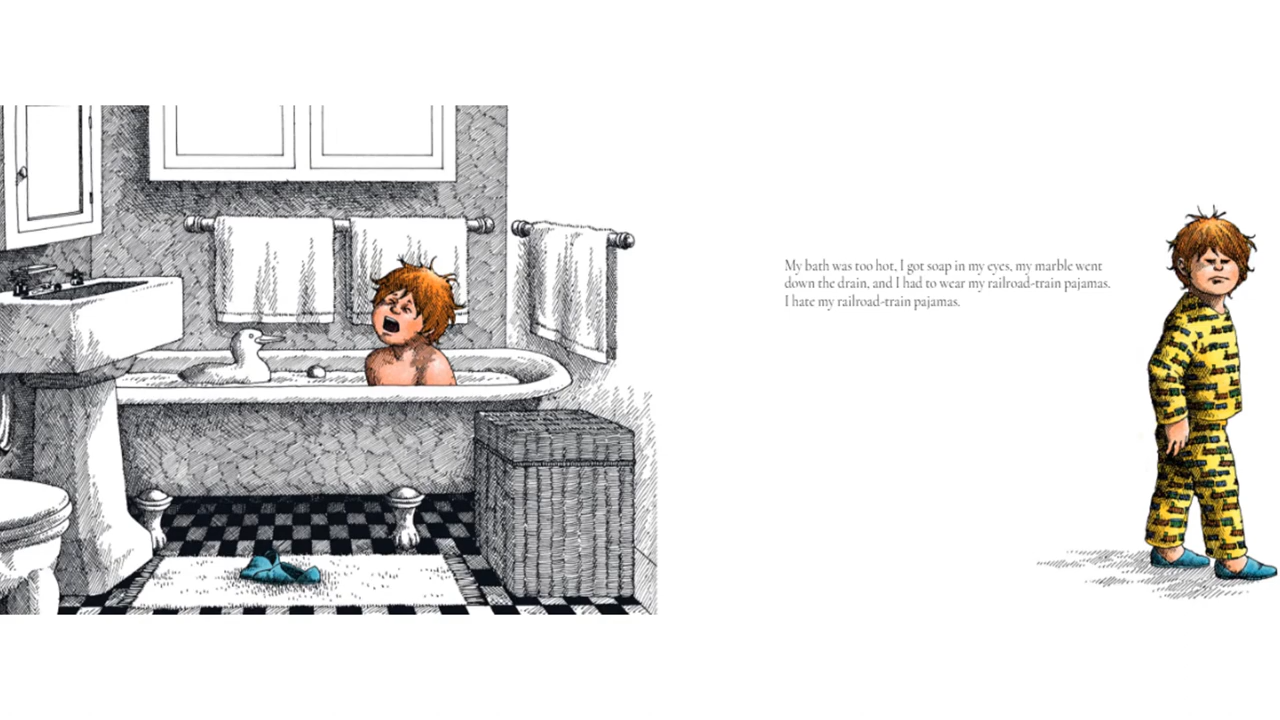 My bath was too hot, I got soap in my eyes, my marble went
down the drain, and I had to wear my railroad-train pajamas.
I hate my railroad-train pajamas.